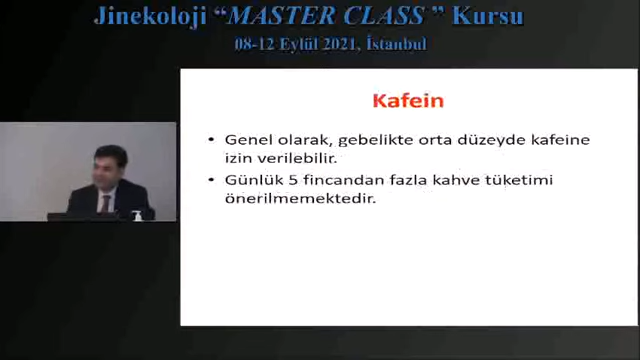 Jinekoloji “MASTER CLASS ” Kursu
08-12 Eylül 2021, İstanbul
Kafein
• Genel olarak, gebelikte orta düzeyde kafeine
izin verilebilir.
• Günlük 5 fincandan fazla kahve tüketimi
önerilmemektedir.